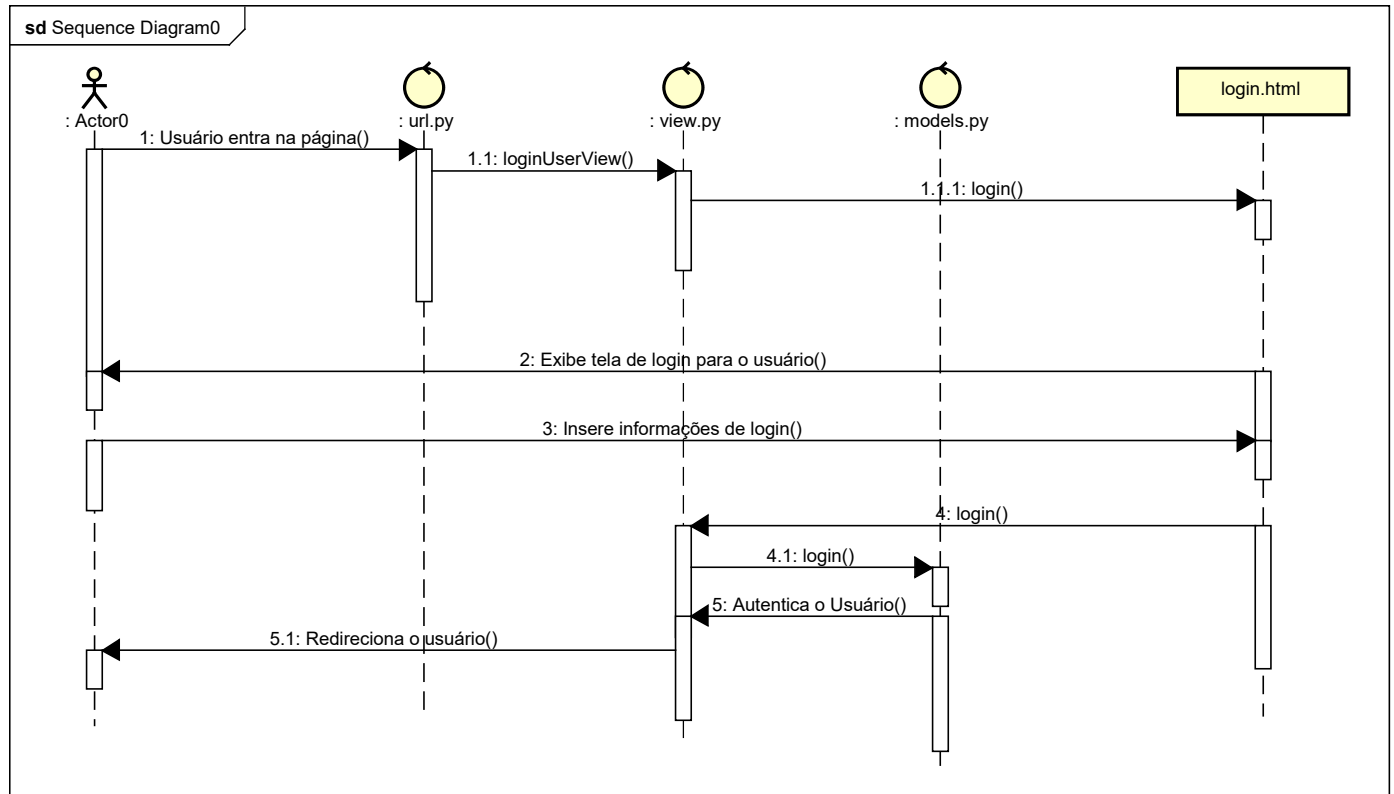 sd Sequence Diagram0
: Actor0
: url.py
: view.py
: models.py
login.html
1: Usuário entra na página()
1.1: loginUserView()
1.1.1: login()
2: Exibe tela de login para o usuário()
3: Insere informações de login()
4: login()
4.1: login()
5: Autentica o Usuário()
5.1: Redireciona o usuário()